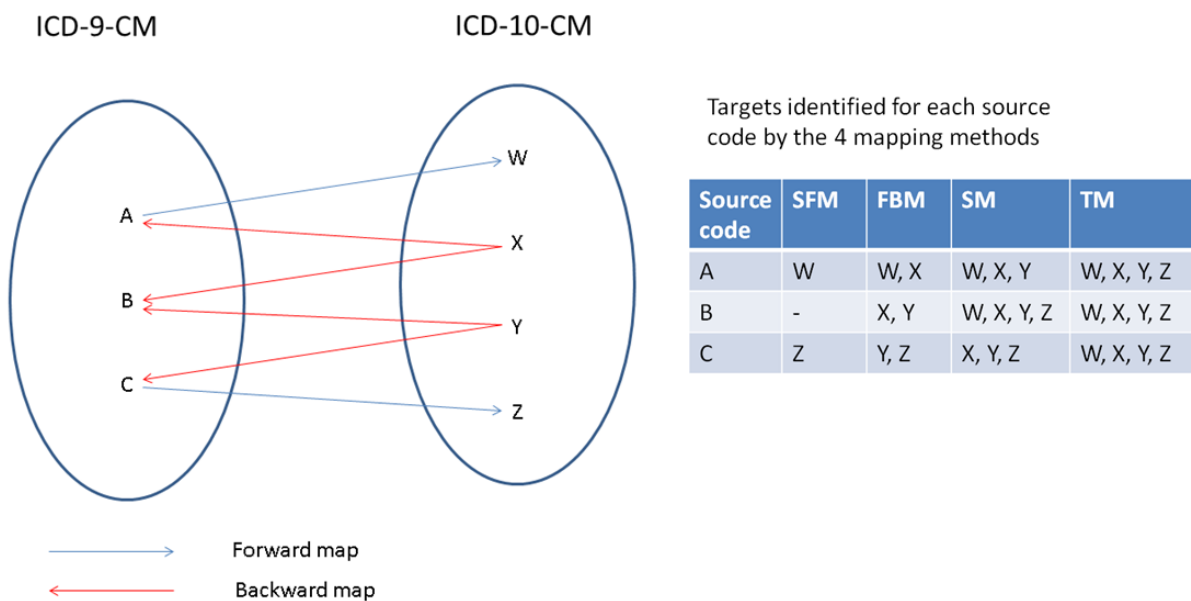 ICD-9-CM
ICD-10-CM
A
B
C
W
X
Y
Z
Forward map
Backward map
Targets identified for each source
code by the 4 mapping methods
Source code SFM FBM SM TM
A W W, X W, X, Y W, X, Y, Z
B - X, Y W, X, Y, Z W, X, Y, Z
C Z Y, Z X, Y, Z W, X, Y, Z